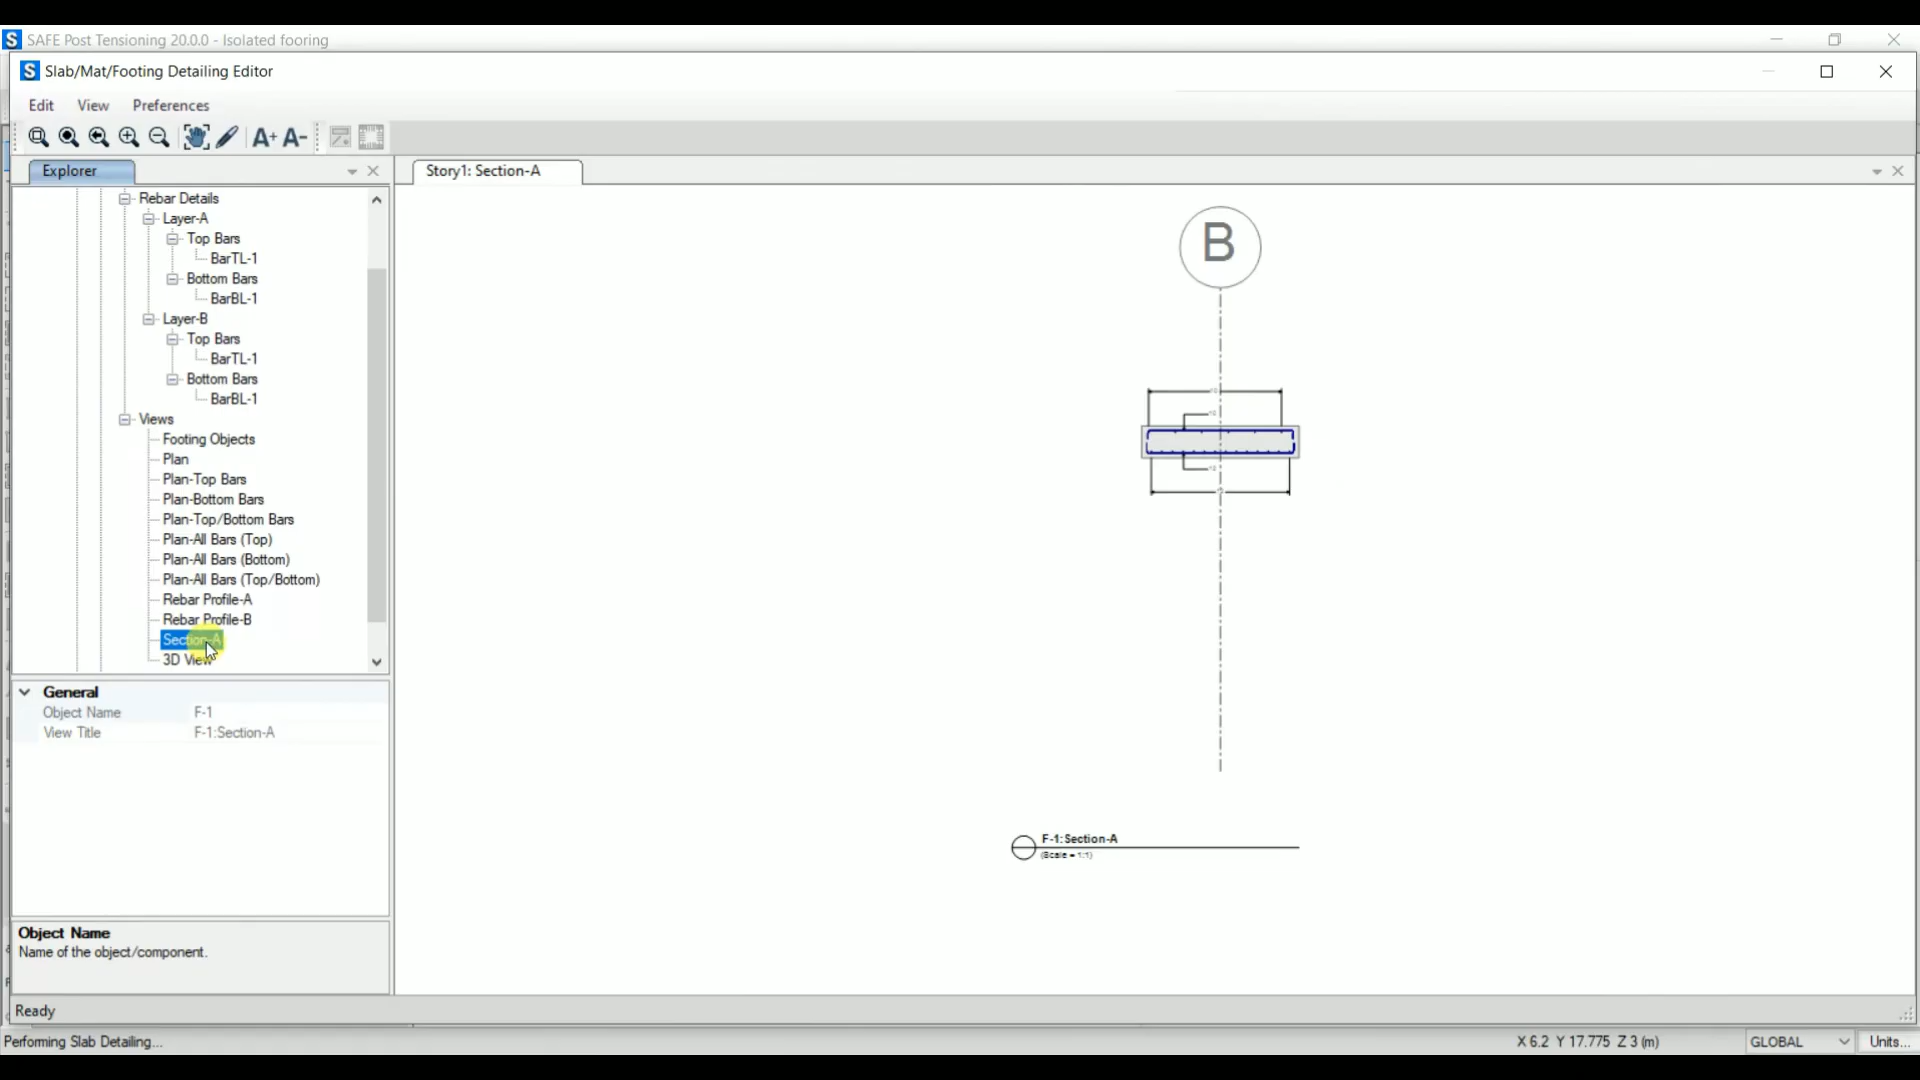 SAFE Post Tensioning 20.0.0 - Isolated fooring
Slab/Mat/Footing Detailing Editor
Edit View Preferences
A+ A-
Explorer
Story1: Section-A
Rebar Details
Layer-A
Top Bars
BarTL-1
Bottom Bars
BarBL-1
Layer-B
Top Bars
BarTL-1
Bottom Bars
BarBL-1
Views
Footing Objects
Plan
Plan-Top Bars
Plan-Bottom Bars
Plan-Top/Bottom Bars
Plan-All Bars (Top)
Plan-All Bars (Bottom)
Plan-All Bars (Top/Bottom)
Rebar Profile-A
Rebar Profile-B
Section-A
3D View
B
F-1:Section-A
(Scale = 1:1)
General
Object Name F-1
View Title F-1:Section-A
Object Name
Name of the object/component.
Ready
Performing Slab Detailing...
X 6.2 Y 17.775 Z 3 (m)
GLOBAL
Units...